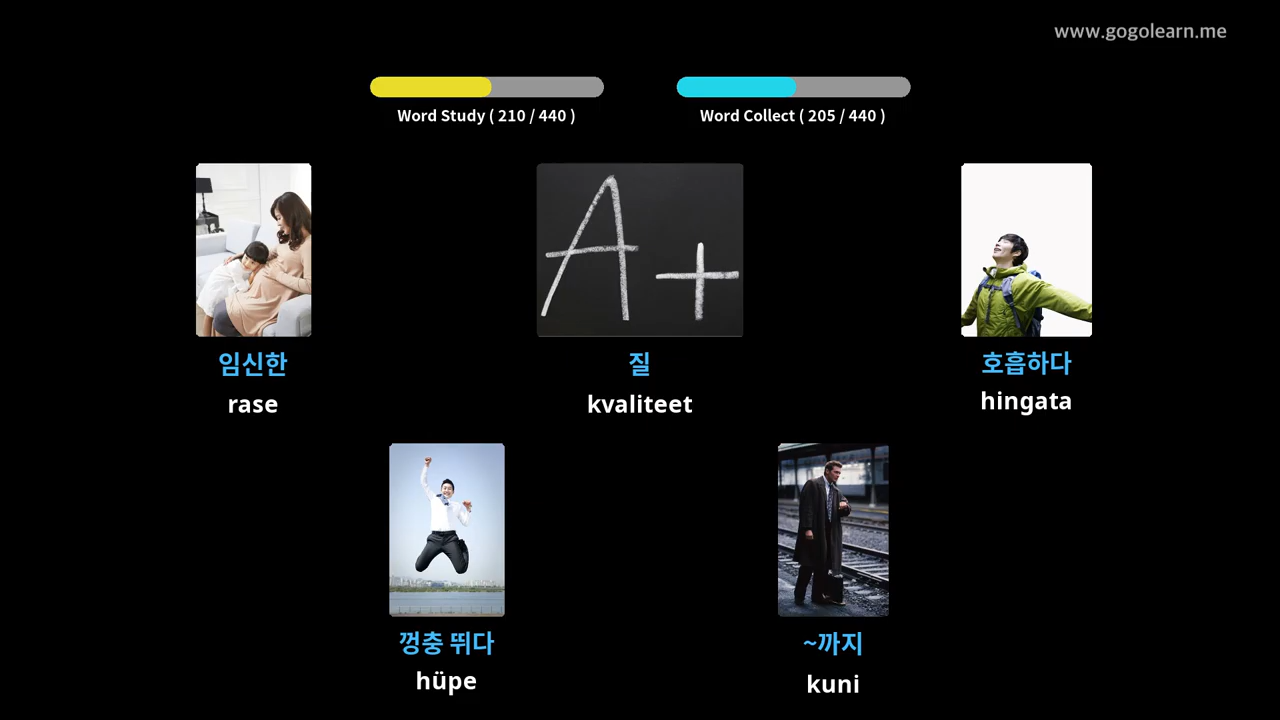 www.gogolearn.me
Word Study ( 210 / 440 )
Word Collect ( 205 / 440 )
A+
임신한
rase
질
kvaliteet
호흡하다
hingata
껑충 뛰다
hüpe
~까지
kuni